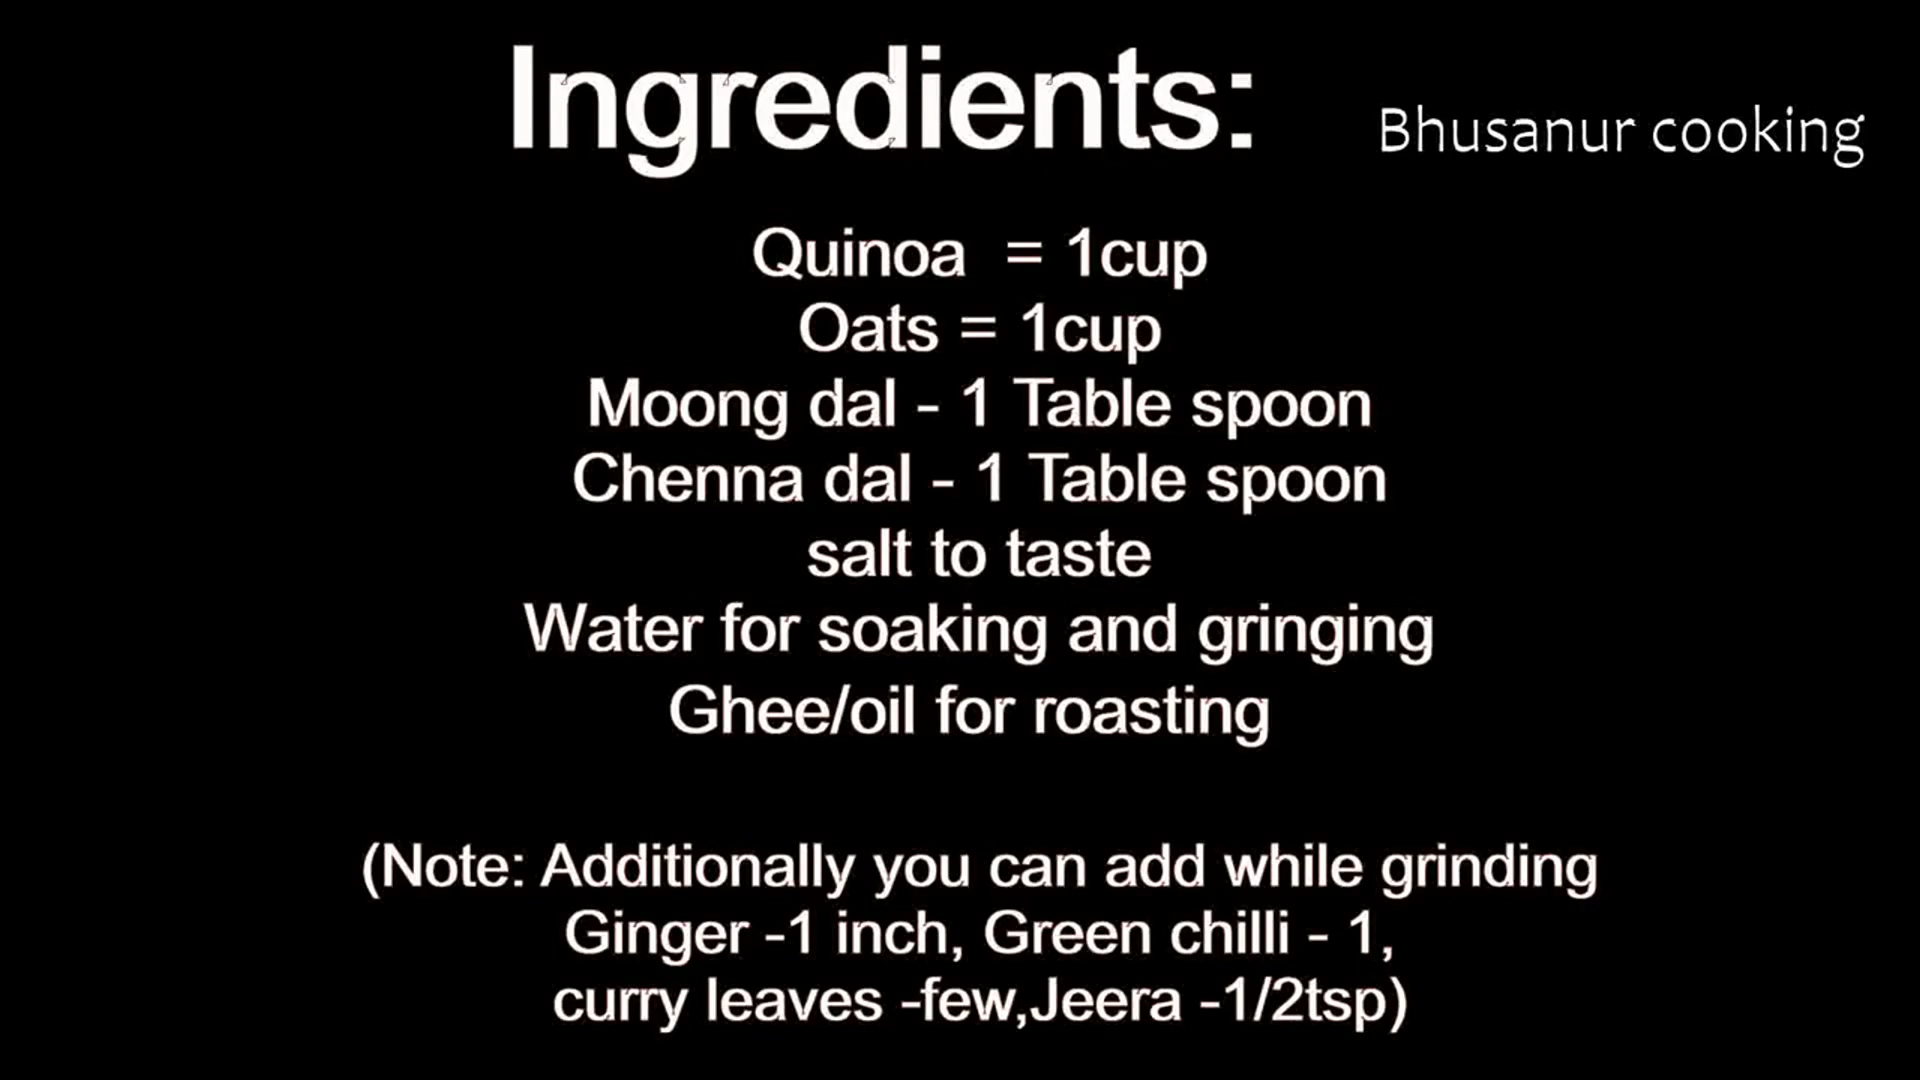 Ingredients:
Bhusanur cooking
Quinoa = 1cup
Oats = 1cup
Moong dal - 1 Table spoon
Chenna dal - 1 Table spoon
salt to taste
Water for soaking and gringing
Ghee/oil for roasting
(Note: Additionally you can add while grinding
Ginger -1 inch, Green chilli - 1,
curry leaves -few,Jeera -1/2tsp)